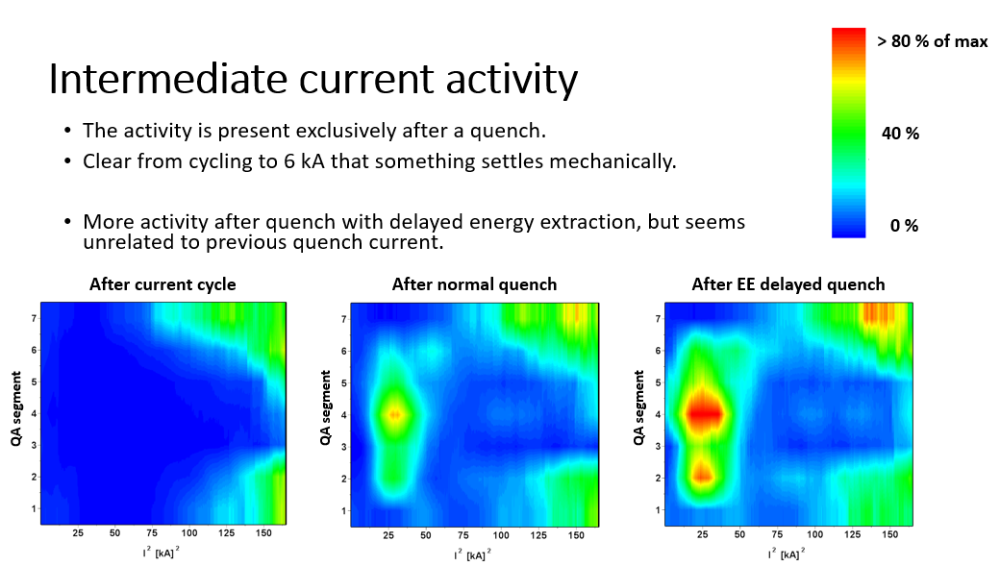 > 80 % of max
Intermediate current activity
40 %
• The activity is present exclusively after a quench.
• Clear from cycling to 6 kA that something settles mechanically.
0 %
• More activity after quench with delayed energy extraction, but seems
unrelated to previous quench current.
After current cycle
QA segment
7
6
5
4
3
2
1
25 50 75 100 125 150
I² [kA]²
After normal quench
QA segment
7
6
5
4
3
2
1
25 50 75 100 125 150
I² [kA]²
After EE delayed quench
QA segment
7
6
5
4
3
2
1
25 50 75 100 125 150
I² [kA]²